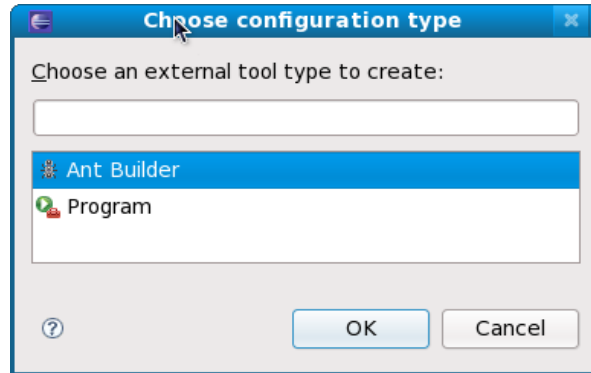 Choose configuration type
Choose an external tool type to create:
Ant Builder
Program
?
OK
Cancel